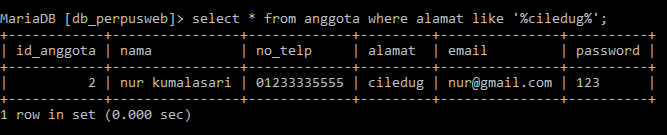 MariaDB [db_perpusweb]> select * from anggota where alamat like '%ciledug%';
+------------+----------------+-------------+---------+---------------+----------+
| id_anggota | nama | no_telp | alamat | email | password |
+------------+----------------+-------------+---------+---------------+----------+
| 2 | nur kumalasari | 01233335555 | ciledug | nur@gmail.com | 123 |
+------------+----------------+-------------+---------+---------------+----------+
1 row in set (0.000 sec)